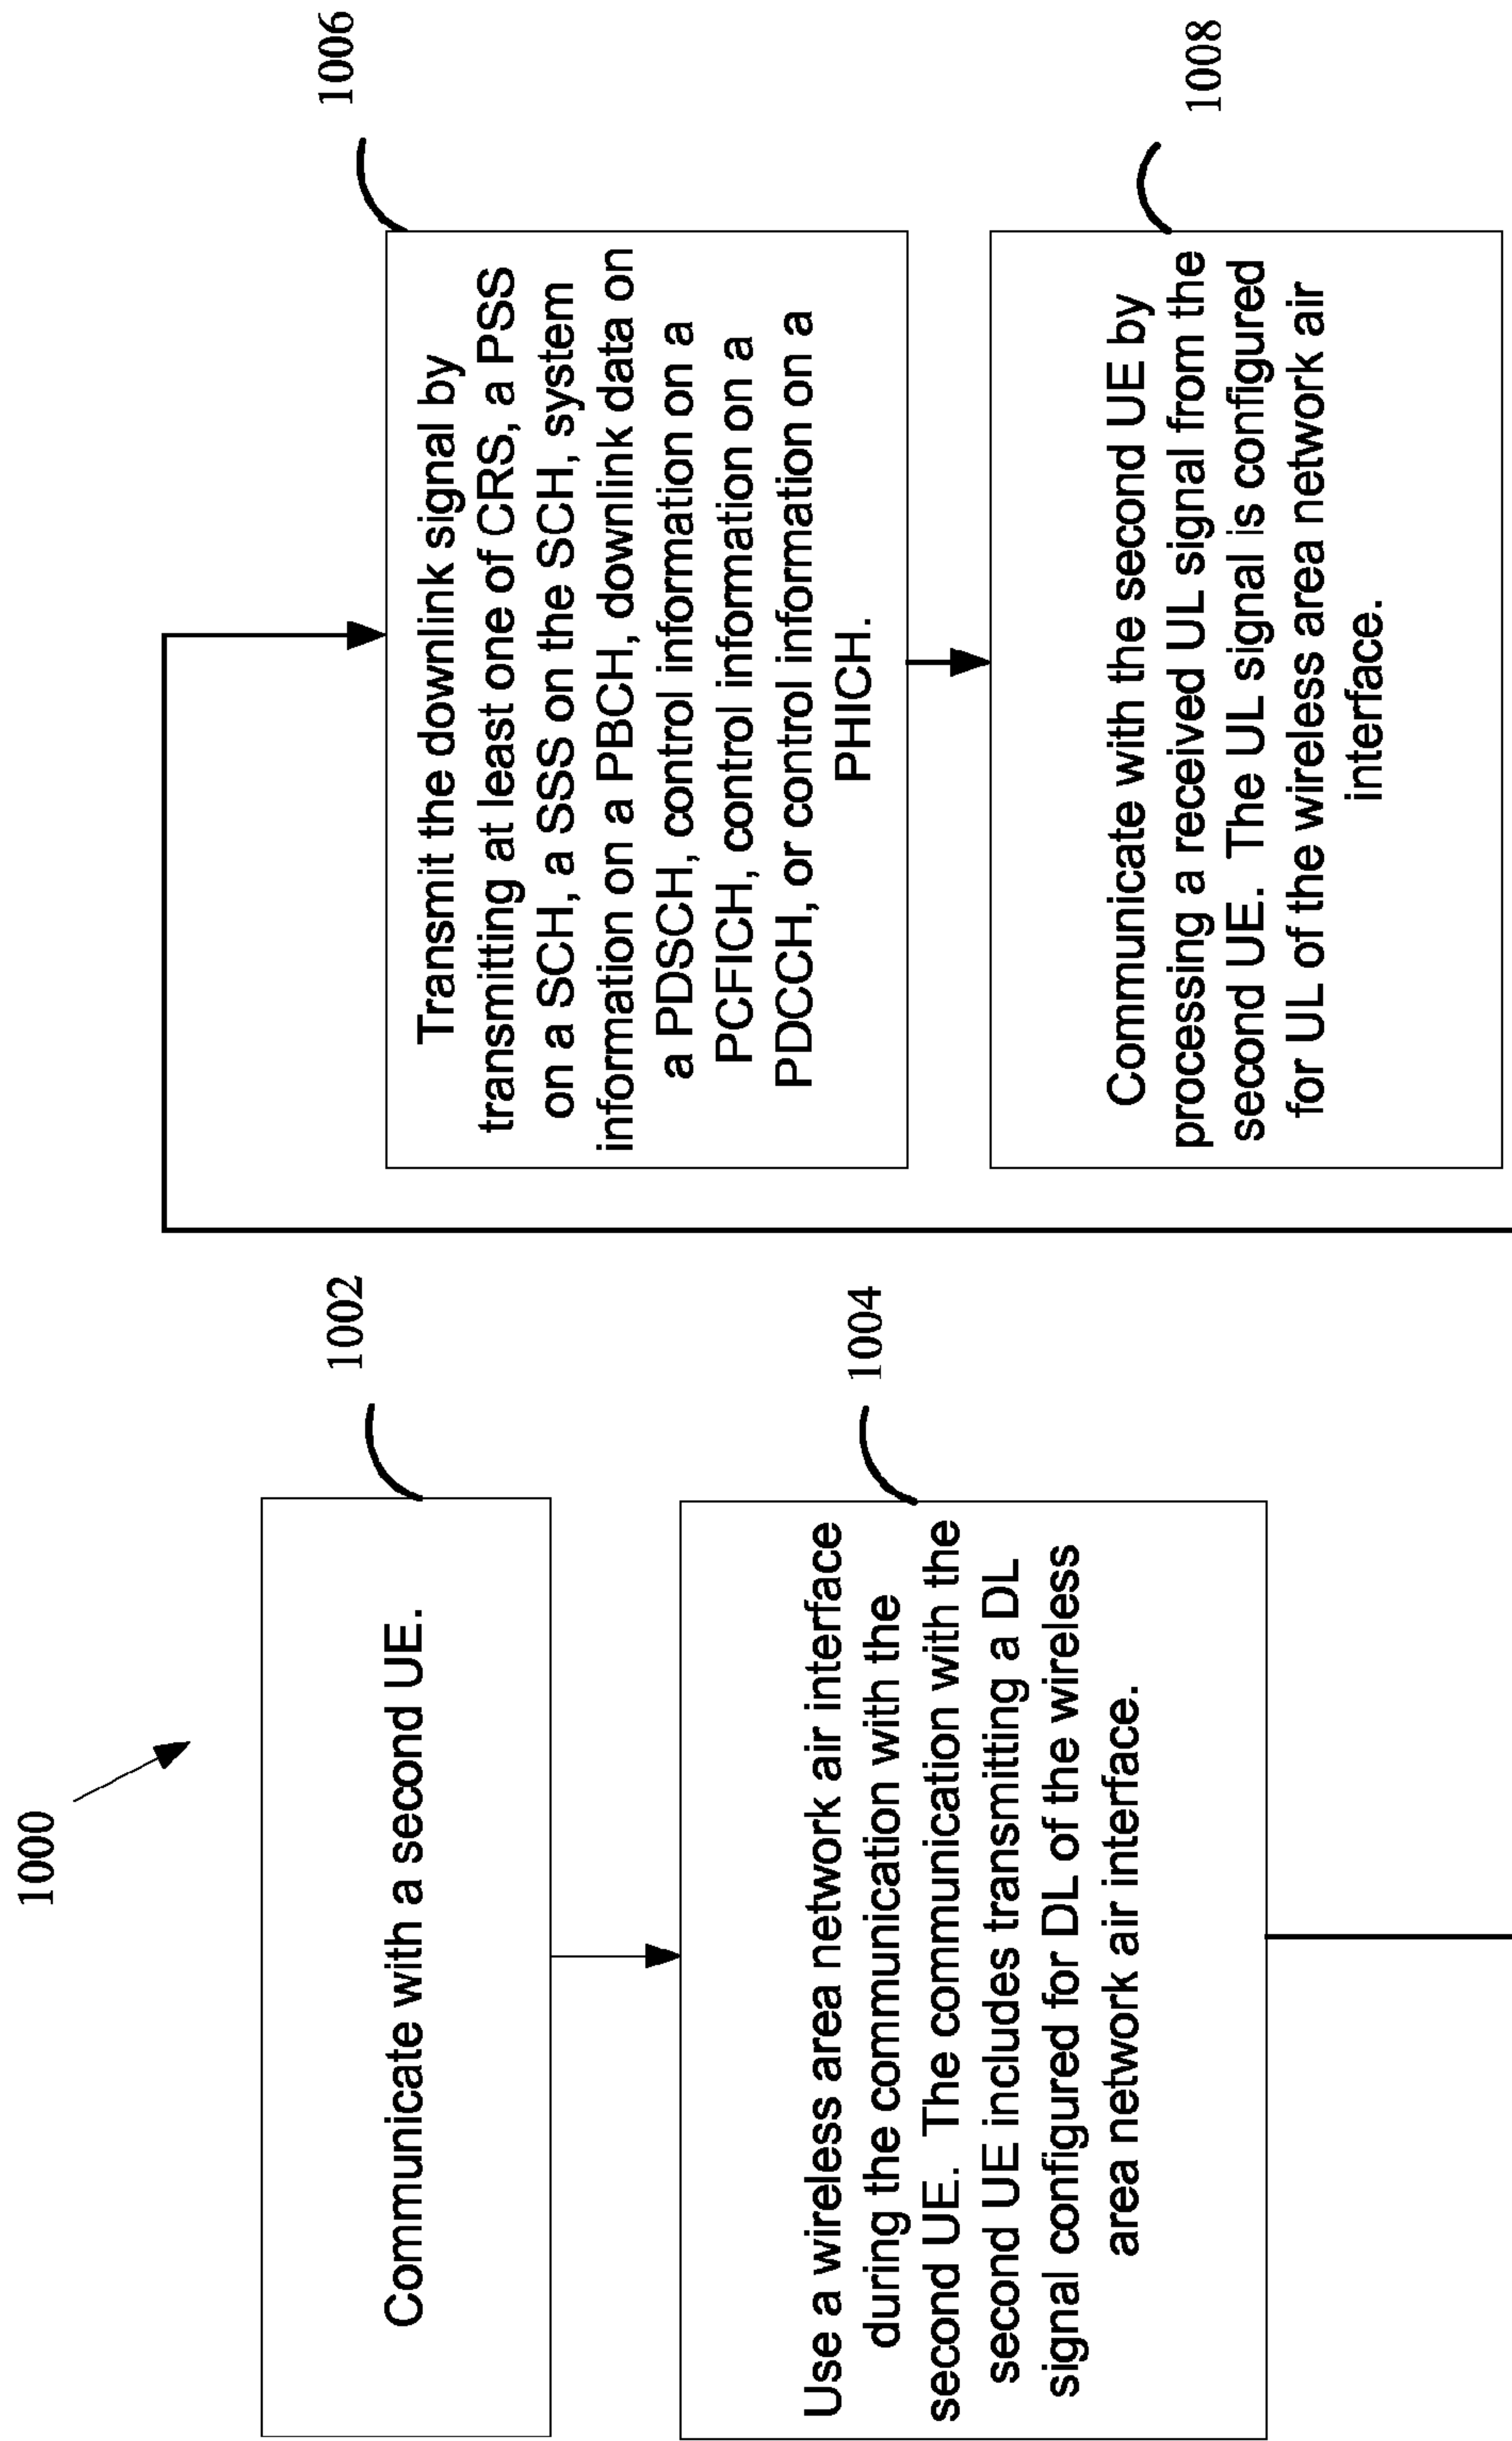 1000
1002
Communicate with a second UE.
1004
Use a wireless area network air interface
during the communication with the
second UE. The communication with the
second UE includes transmitting a DL
signal configured for DL of the wireless
area network air interface.
1006
Transmit the downlink signal by
transmitting at least one of CRS, a PSS
on a SCH, a SSS on the SCH, system
information on a PBCH, downlink data on
a PDSCH, control information on a
PCFICH, control information on a
PDCCH, or control information on a
PHICH.
1008
Communicate with the second UE by
processing a received UL signal from the
second UE. The UL signal is configured
for UL of the wireless area network air
interface.